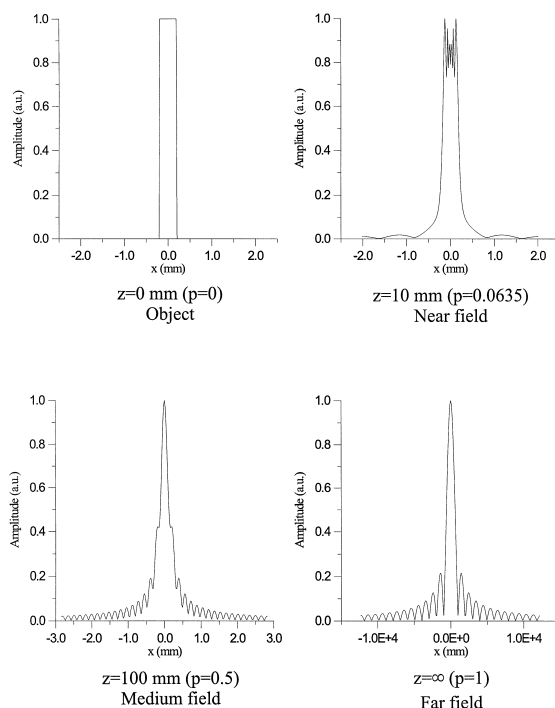 1.0
0.8
0.6
0.4
0.2
0.0
Amplitude (a.u.)
-2.0 -1.0 0.0 1.0 2.0
x (mm)
z=0 mm (p=0)
Object
1.0
0.8
0.6
0.4
0.2
0.0
Amplitude (a.u.)
-2.0 -1.0 0.0 1.0 2.0
x (mm)
z=10 mm (p=0.0635)
Near field
1.0
0.8
0.6
0.4
0.2
0.0
Amplitude (a.u.)
-3.0 -2.0 -1.0 0.0 1.0 2.0 3.0
x (mm)
z=100 mm (p=0.5)
Medium field
1.0
0.8
0.6
0.4
0.2
0.0
Amplitude (a.u.)
-1.0E+4 0.0E+0 1.0E+4
x (mm)
z=∞ (p=1)
Far field